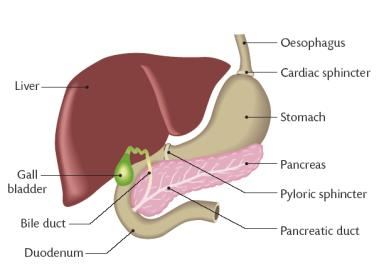 Oesophagus
Cardiac sphincter
Liver
Stomach
Pancreas
Gall
bladder
Pyloric sphincter
Bile duct
Pancreatic duct
Duodenum